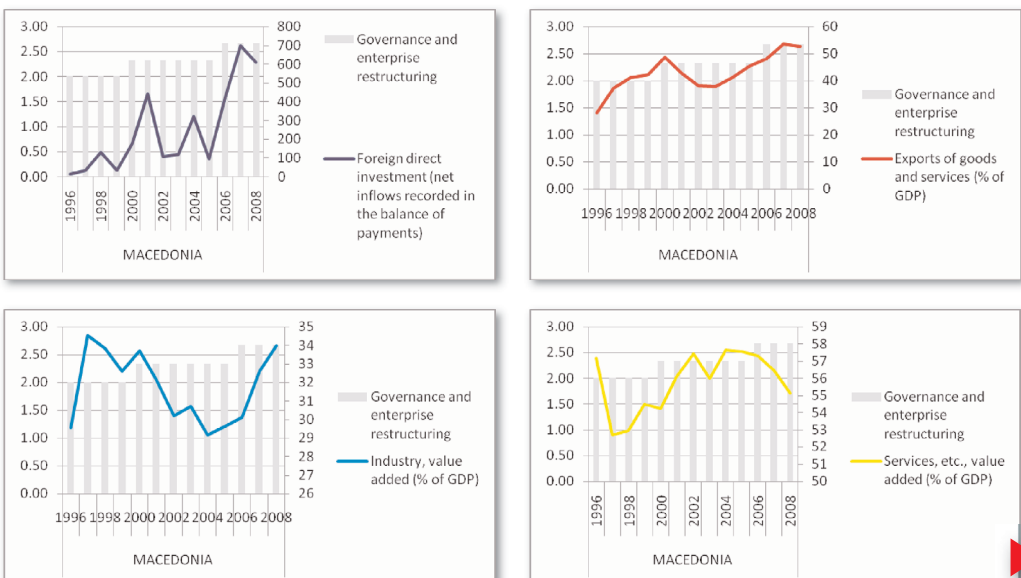 3.00
2.50
2.00
1.50
1.00
0.50
0.00
800
700
600
500
400
300
200
100
0
1996
1998
2000
2002
2004
2006
2008
MACEDONIA
Governance and
enterprise
restructuring
Foreign direct
investment (net
inflows recorded in
the balance of
payments)
3.00
2.50
2.00
1.50
1.00
0.50
0.00
60
50
40
30
20
10
0
1996 1998 2000 2002 2004 2006 2008
MACEDONIA
Governance and
enterprise
restructuring
Exports of goods
and services (% of
GDP)
3.00
2.50
2.00
1.50
1.00
0.50
0.00
35
34
33
32
31
30
29
28
27
26
1996 1998 2000 2002 2004 2006 2008
MACEDONIA
Governance and
enterprise
restructuring
Industry, value
added (% of GDP)
3.00
2.50
2.00
1.50
1.00
0.50
0.00
59
58
57
56
55
54
53
52
51
50
1996
1998
2000
2002
2004
2006
2008
MACEDONIA
Governance and
enterprise
restructuring
Services, etc., value
added (% of GDP)